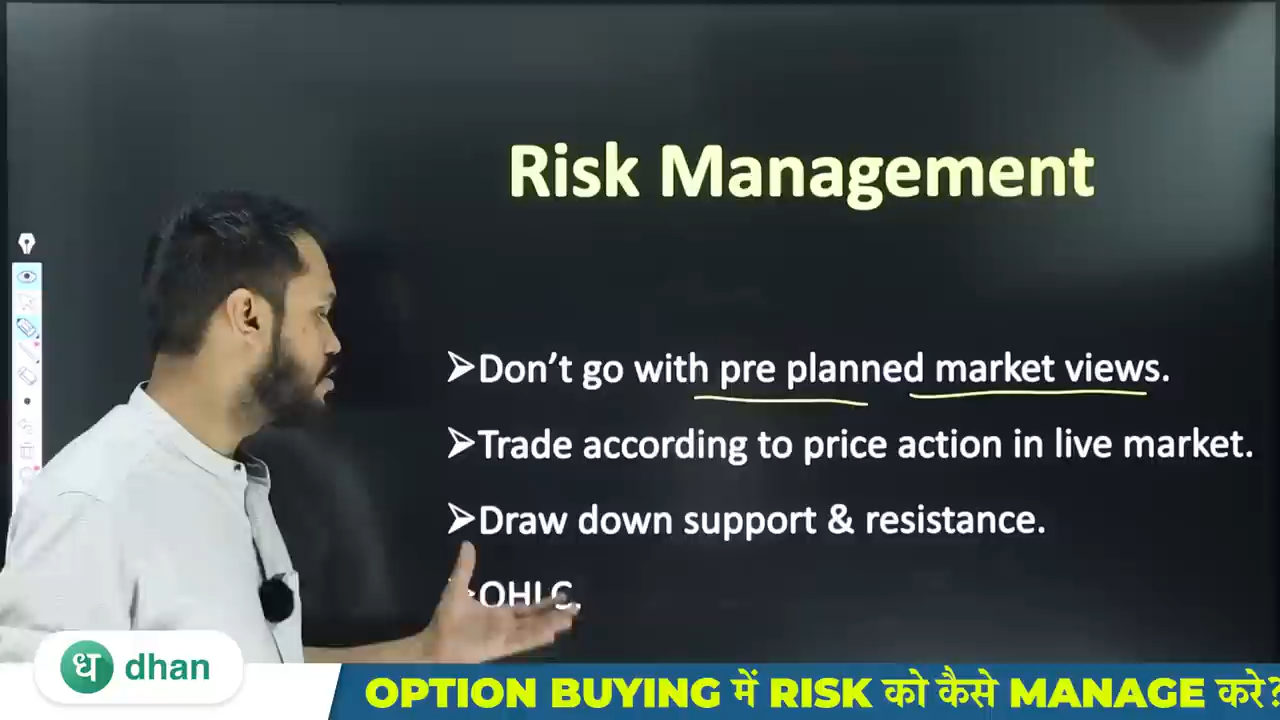 Risk Management
➢Don't go with pre planned market views.
➢Trade according to price action in live market.
➢Draw down support & resistance.
➢OHLC.
ध dhan
OPTION BUYING में RISK को कैसे MANAGE करे?